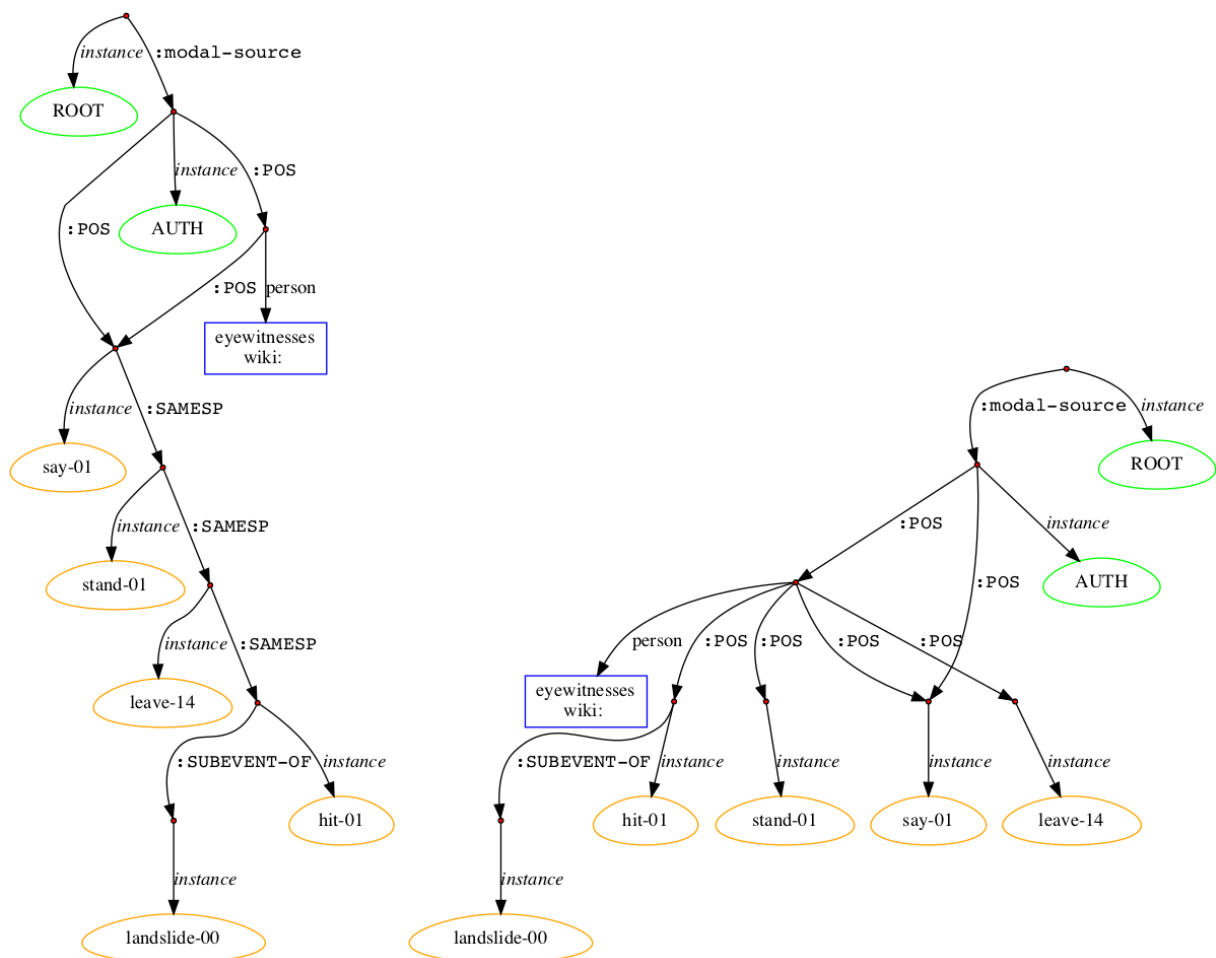 instance :modal-source
ROOT
instance :POS
:POS AUTH
:POS person
eyewitnesses
wiki:
instance :SAMESP
say-01
instance :SAMESP
stand-01
instance :SAMESP
leave-14
:SUBEVENT-OF instance
hit-01
instance
landslide-00
:modal-source instance
ROOT
:POS instance
:POS AUTH
person :POS :POS :POS :POS
eyewitnesses
wiki:
:SUBEVENT-OF instance instance instance instance
hit-01 stand-01 say-01 leave-14
instance
landslide-00